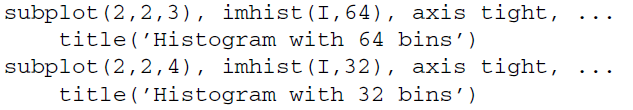 subplot(2,2,3), imhist(I,64), axis tight, ...
title(’Histogram with 64 bins’)
subplot(2,2,4), imhist(I,32), axis tight, ...
title(’Histogram with 32 bins’)